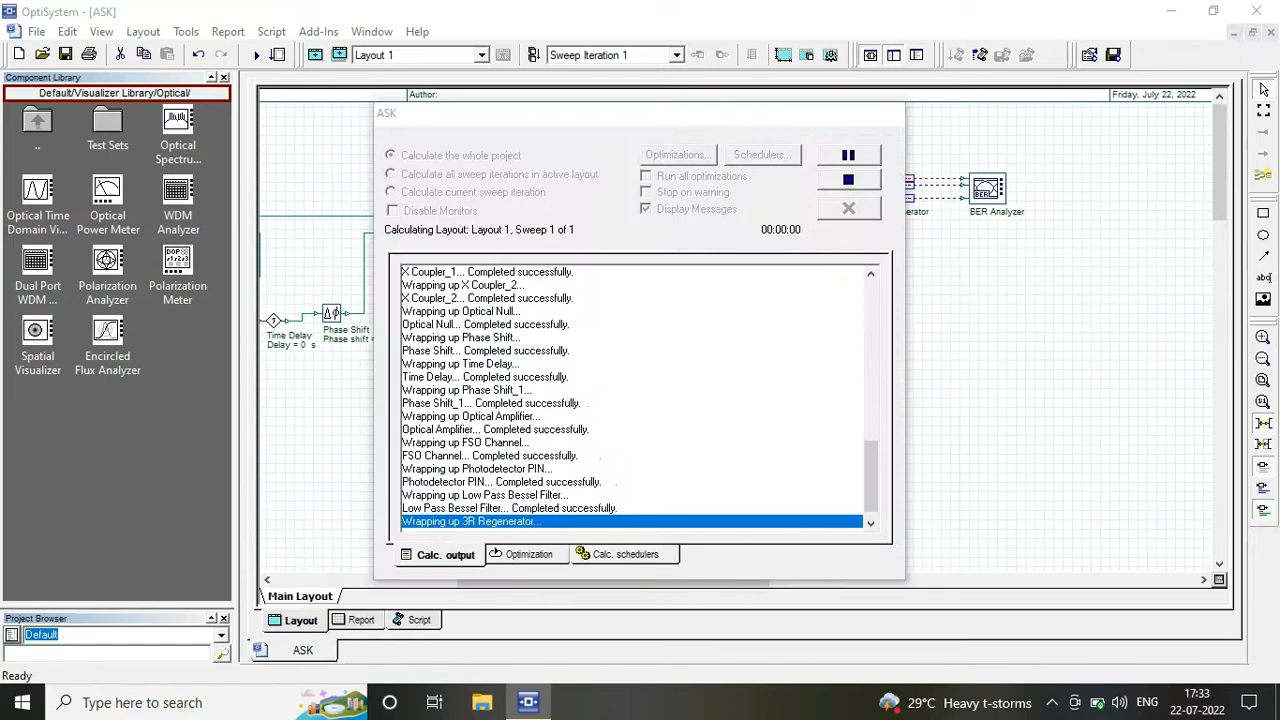 OptiSystem - [ASK]
File Edit View Layout Tools Report Script Add-Ins Window Help
Layout 1
Sweep Iteration 1
Component Library
Default/Visualizer Library/Optical/
..
Test Sets
Optical
Spectru...
Optical Time
Domain Vi...
Optical
Power Meter
WDM
Analyzer
Dual Port
WDM ...
Polarization
Analyzer
Polarization
Meter
Spatial
Visualizer
Encircled
Flux Analyzer
Project Browser
Default
Author:
Friday, July 22, 2022
Time Delay
Delay = 0 s
Phase Shift
Phase shift =
erator
BER Analyzer
ASK
Calculate the whole project
Calculate all sweep iterations in active layout
Calculate current sweep iteration
Disable Monitors
Optimizations...
Schedulers...
Run all optimizations
Stop on warning
Display Messages
Calculating Layout: Layout 1, Sweep 1 of 1
00:00:00
X Coupler_1... Completed successfully.
Wrapping up X Coupler_2...
X Coupler_2... Completed successfully.
Wrapping up Optical Null...
Optical Null... Completed successfully.
Wrapping up Phase Shift...
Phase Shift... Completed successfully.
Wrapping up Time Delay...
Time Delay... Completed successfully.
Wrapping up Phase Shift_1...
Phase Shift_1... Completed successfully.
Wrapping up Optical Amplifier...
Optical Amplifier... Completed successfully.
Wrapping up FSO Channel...
FSO Channel... Completed successfully.
Wrapping up Photodetector PIN...
Photodetector PIN... Completed successfully.
Wrapping up Low Pass Bessel Filter...
Low Pass Bessel Filter... Completed successfully.
Wrapping up 3R Regenerator...
Calc. output
Optimization
Calc. schedulers
Main Layout
Layout
Report
Script
ASK
Ready
abl
DOP
Type here to search
29°C Heavy t-storms
ENG
17:33
22-07-2022